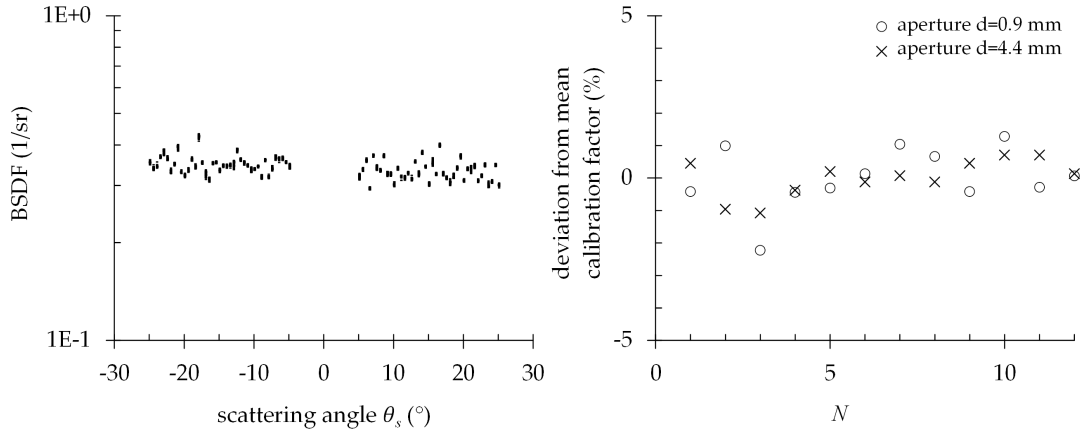 1E+0
BSDF (1/sr)
1E-1
-30 -20 -10 0 10 20 30
scattering angle θs (°)
5
aperture d=0.9 mm
aperture d=4.4 mm
deviation from mean
calibration factor (%)
0
-5
0 5 10
N